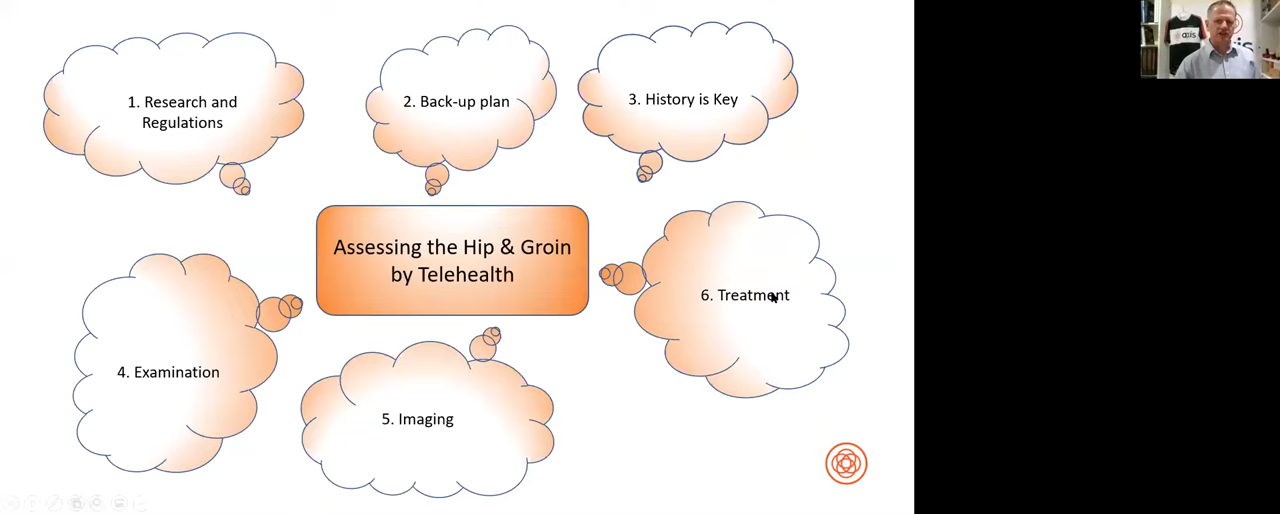 1. Research and
Regulations
2. Back-up plan
3. History is Key
Assessing the Hip & Groin
by Telehealth
6. Treatment
4. Examination
5. Imaging
axis